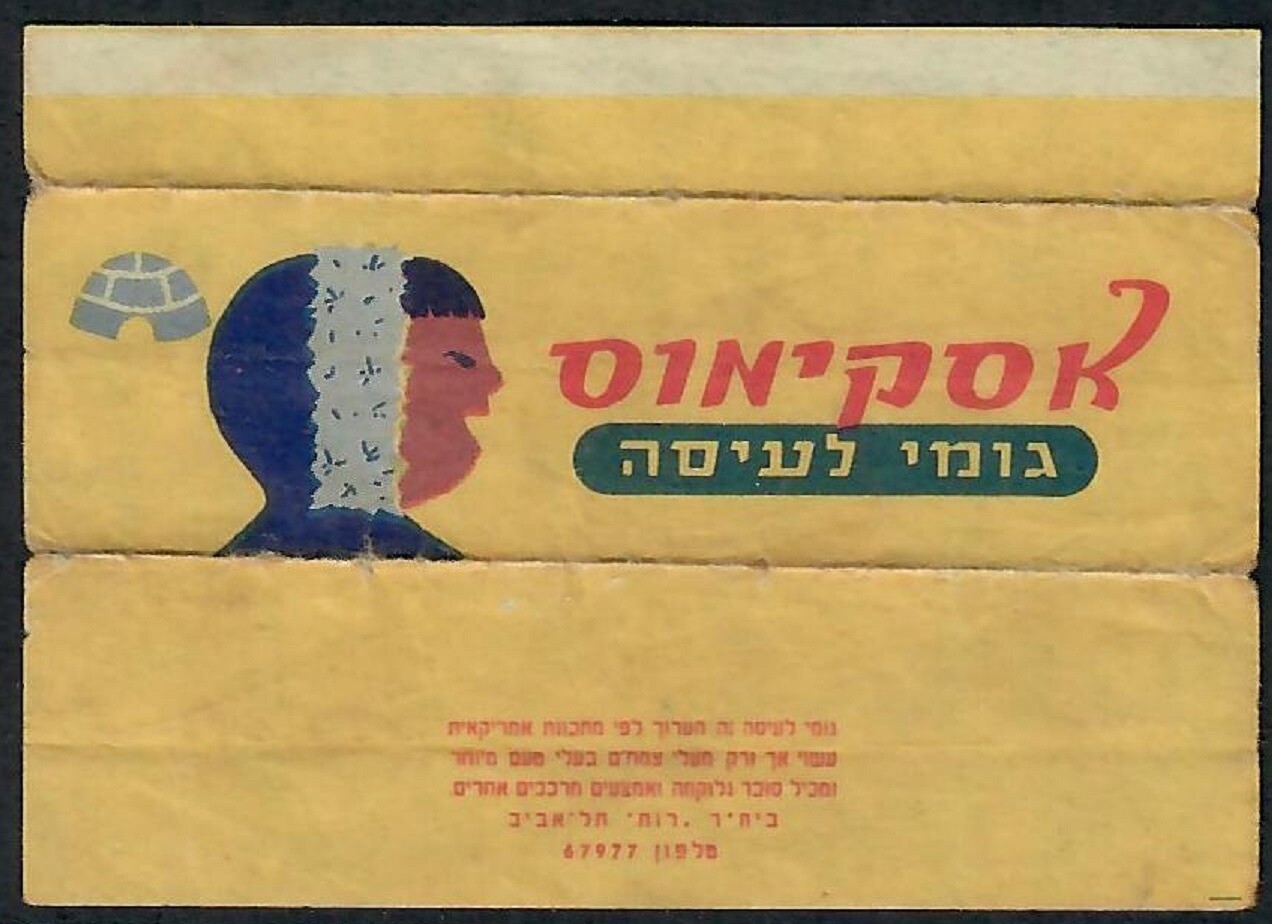 אסקימוס
גומי לעיסה
גומי לעיסה זה הערוך לפי מתכונת אמריקאית
עשוי אך ורק מעלי צמחים בעלי טעם מיוחד
ומכיל סוכר גלוקוזה ואמצעים מרככים אחרים.
ביח״ר תל־אביב
טלפון 67977